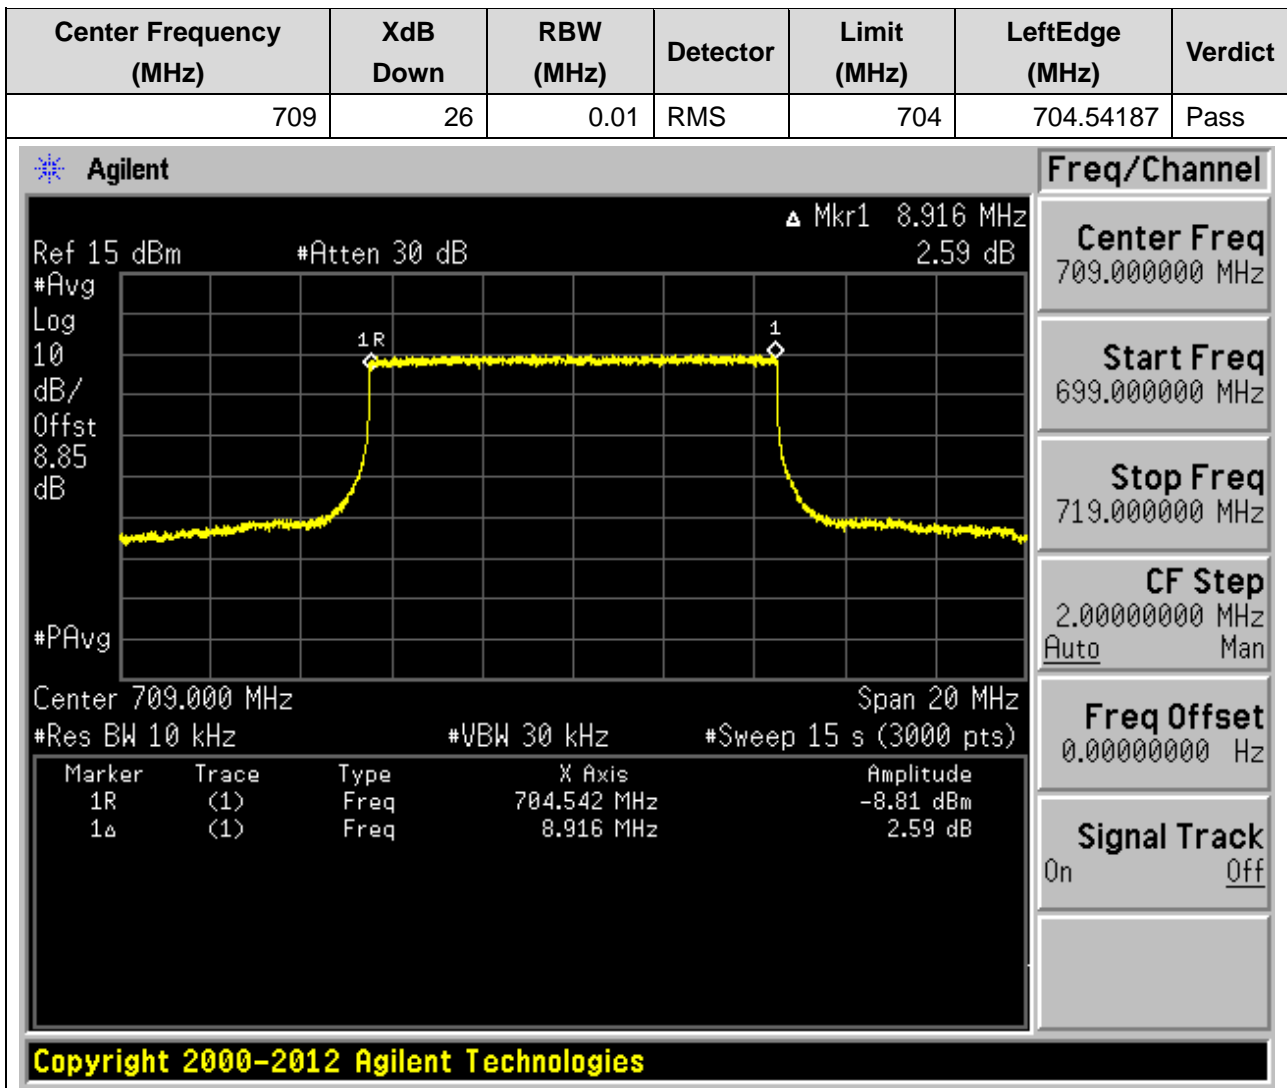 Center Frequency (MHz) XdB Down RBW (MHz) Detector Limit (MHz) LeftEdge (MHz) Verdict
709 26 0.01 RMS 704 704.54187 Pass
Agilent
Freq/Channel
Δ Mkr1 8.916 MHz
Ref 15 dBm #Atten 30 dB 2.59 dB
#Avg
Log
10
dB/
Offst
8.85
dB
1R
1
#PAvg
Center 709.000 MHz Span 20 MHz
#Res BW 10 kHz #VBW 30 kHz #Sweep 15 s (3000 pts)
Marker Trace Type X Axis Amplitude
1R (1) Freq 704.542 MHz -8.81 dBm
1Δ (1) Freq 8.916 MHz 2.59 dB
Center Freq
709.000000 MHz
Start Freq
699.000000 MHz
Stop Freq
719.000000 MHz
CF Step
2.00000000 MHz
Auto Man
Freq Offset
0.00000000 Hz
Signal Track
On Off
Copyright 2000-2012 Agilent Technologies